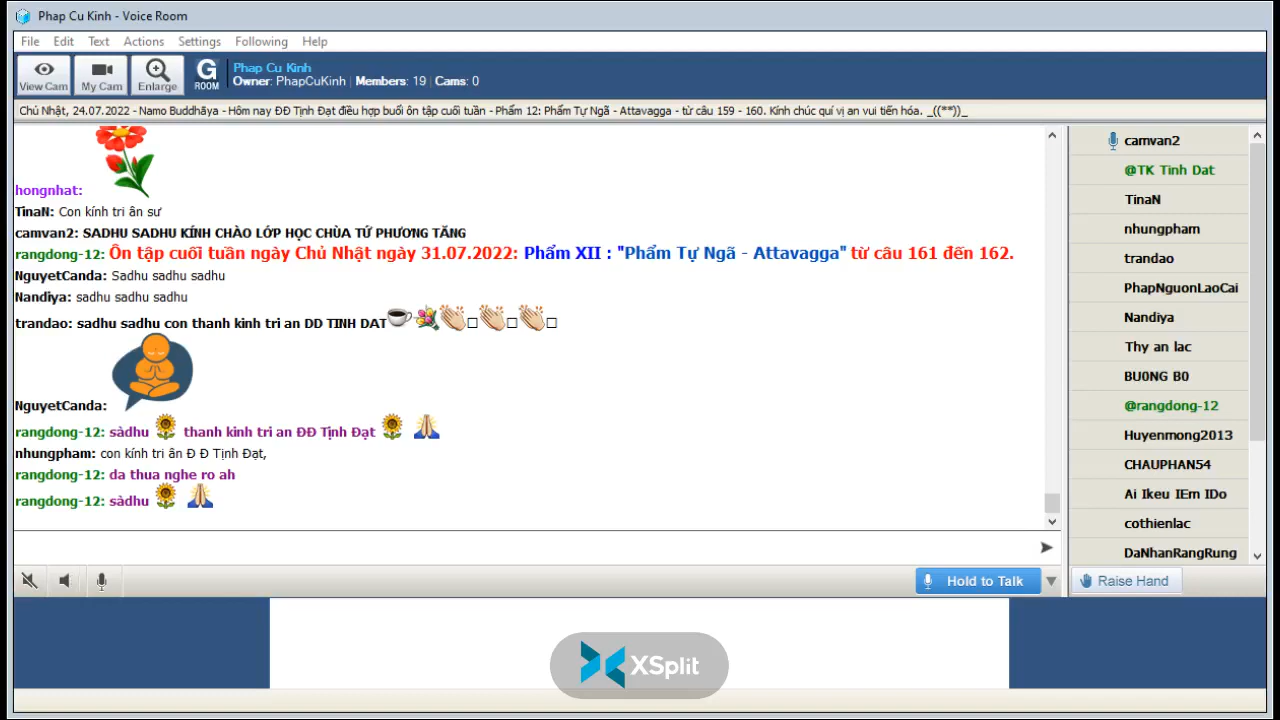 Phap Cu Kinh - Voice Room
File Edit Text Actions Settings Following Help
View Cam My Cam Enlarge G ROOM
Phap Cu Kinh
Owner: PhapCuKinh | Members: 19 | Cams: 0
Chủ Nhật, 24.07.2022 - Namo Buddhāya - Hôm nay ĐĐ Tịnh Đạt điều hợp buổi ôn tập cuối tuần - Phẩm 12: Phẩm Tự Ngã - Attavagga - từ câu 159 - 160. Kính chúc quí vị an vui tiến hóa. _((**))_
hongnhat:
TinaN: Con kính tri ân sư
camvan2: SADHU SADHU KÍNH CHÀO LỚP HỌC CHÙA TỨ PHƯƠNG TĂNG
rangdong-12: Ôn tập cuối tuần ngày Chủ Nhật ngày 31.07.2022: Phẩm XII : "Phẩm Tự Ngã - Attavagga" từ câu 161 đến 162.
NguyetCanda: Sadhu sadhu sadhu
Nandiya: sadhu sadhu sadhu
trandao: sadhu sadhu con thanh kinh tri an DD TINH DAT
NguyetCanda:
rangdong-12: sàdhu thanh kinh tri an ĐĐ Tịnh Đạt
nhungpham: con kính tri ân Đ Đ Tịnh Đạt,
rangdong-12: da thua nghe ro ah
rangdong-12: sàdhu
camvan2
@TK Tinh Dat
TinaN
nhungpham
trandao
PhapNguonLaoCai
Nandiya
Thy an lac
BU0NG B0
@rangdong-12
Huyenmong2013
CHAUPHAN54
Ai Ikeu IEm IDo
cothienlac
DaNhanRangRung
Hold to Talk
Raise Hand
XSplit